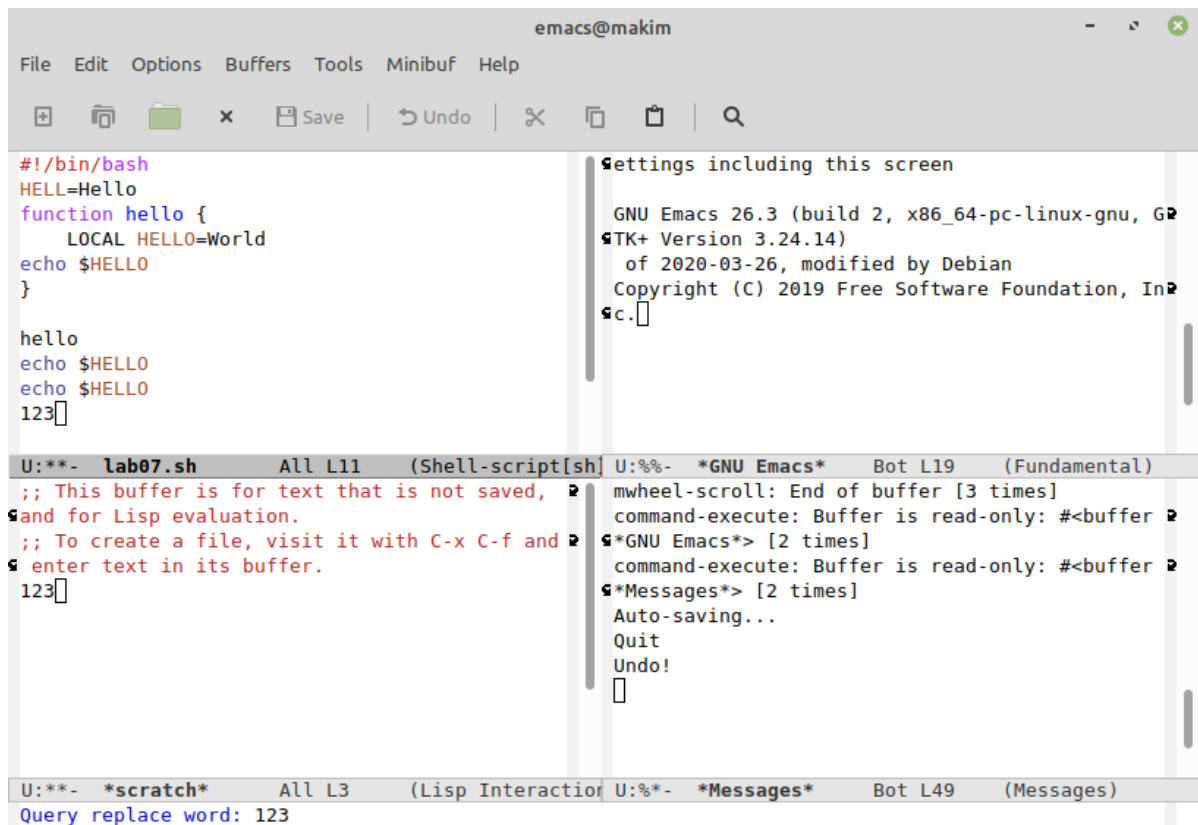 emacs@makim
File Edit Options Buffers Tools Minibuf Help
Save Undo
#!/bin/bash
HELL=Hello
function hello {
    LOCAL HELLO=World
echo $HELLO
}
hello
echo $HELLO
echo $HELLO
123
U:**-  lab07.sh       All L11    (Shell-script[sh]
ettings including this screen
GNU Emacs 26.3 (build 2, x86_64-pc-linux-gnu, G
TK+ Version 3.24.14)
 of 2020-03-26, modified by Debian
Copyright (C) 2019 Free Software Foundation, In
c.
U:%%-  *GNU Emacs*    Bot L19    (Fundamental)
;; This buffer is for text that is not saved,
and for Lisp evaluation.
;; To create a file, visit it with C-x C-f and
 enter text in its buffer.
123
U:**-  *scratch*      All L3     (Lisp Interaction
mwheel-scroll: End of buffer [3 times]
command-execute: Buffer is read-only: #<buffer
*GNU Emacs*> [2 times]
command-execute: Buffer is read-only: #<buffer
*Messages*> [2 times]
Auto-saving...
Quit
Undo!
U:%*-  *Messages*     Bot L49    (Messages)
Query replace word: 123